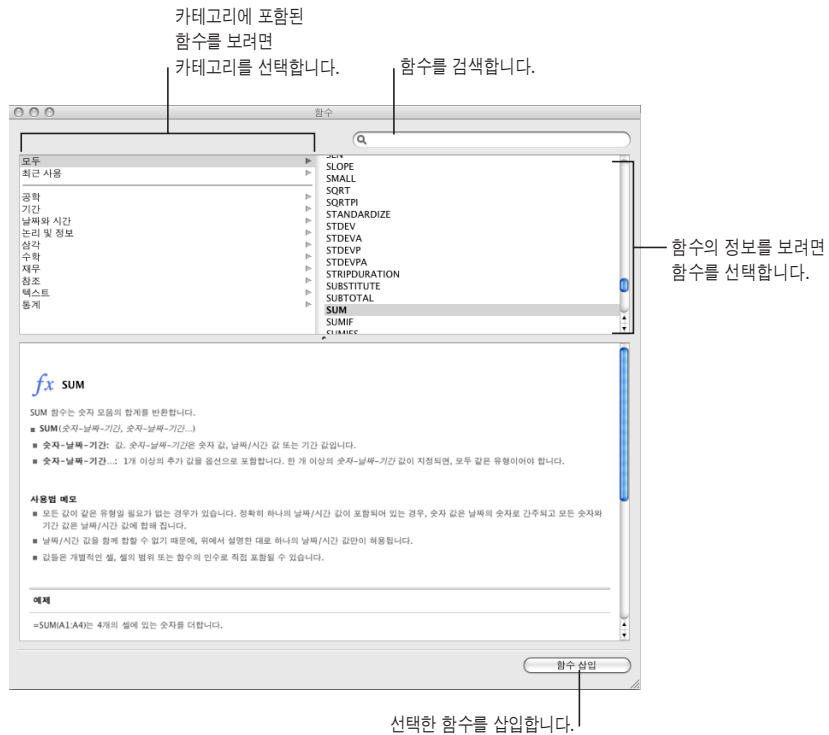 카테고리에 포함된
함수를 보려면
카테고리를 선택합니다.
함수를 검색합니다.
함수
모두
최근 사용
공학
기간
날짜와 시간
논리 및 정보
삼각
수학
재무
참조
텍스트
통계
SLOPE
SMALL
SQRT
SQRTPI
STANDARDIZE
STDEV
STDEVA
STDEVP
STDEVPA
STRIPDURATION
SUBSTITUTE
SUBTOTAL
SUM
SUMIF
SUMIFS
함수의 정보를 보려면
함수를 선택합니다.
fx SUM
SUM 함수는 숫자 모음의 합계를 반환합니다.
■ SUM(숫자-날짜-기간, 숫자-날짜-기간...)
■ 숫자-날짜-기간: 값. 숫자-날짜-기간은 숫자 값, 날짜/시간 값 또는 기간 값입니다.
■ 숫자-날짜-기간...: 1개 이상의 추가 값을 옵션으로 포함합니다. 한 개 이상의 숫자-날짜-기간 값이 지정되면, 모두 같은 유형이어야 합니다.
사용법 메모
■ 모든 값이 같은 유형일 필요가 없는 경우가 있습니다. 정확히 하나의 날짜/시간 값이 포함되어 있는 경우, 숫자 값은 날짜의 숫자로 간주되고 모든 숫자와
기간 값은 날짜/시간 값에 합해 집니다.
■ 날짜/시간 값을 함께 합할 수 없기 때문에, 위에서 설명한 대로 하나의 날짜/시간 값만이 허용됩니다.
■ 값들은 개별적인 셀, 셀의 범위 또는 함수의 인수로 직접 포함될 수 있습니다.
예제
=SUM(A1:A4)는 4개의 셀에 있는 숫자를 더합니다.
함수 삽입
선택한 함수를 삽입합니다.